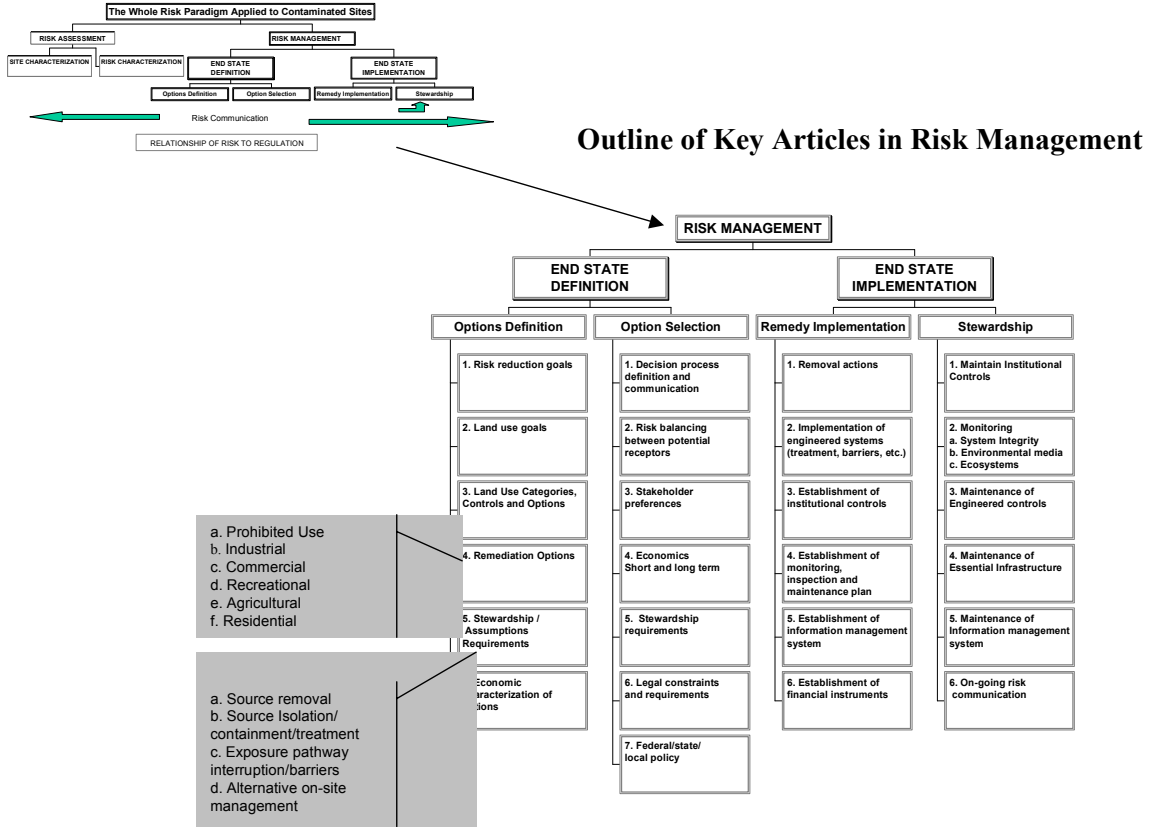 The Whole Risk Paradigm Applied to Contaminated Sites
RISK ASSESSMENT
RISK MANAGEMENT
SITE CHARACTERIZATION
RISK CHARACTERIZATION
END STATE
DEFINITION
END STATE
IMPLEMENTATION
Options Definition
Option Selection
Remedy Implementation
Stewardship
Risk Communication
RELATIONSHIP OF RISK TO REGULATION
Outline of Key Articles in Risk Management
RISK MANAGEMENT
END STATE
DEFINITION
END STATE
IMPLEMENTATION
Options Definition
Option Selection
Remedy Implementation
Stewardship
1. Risk reduction goals
2. Land use goals
3. Land Use Categories,
Controls and Options
4. Remediation Options
5. Stewardship /
Assumptions
Requirements
Economic
tions
1. Decision process
definition and
communication
2. Risk balancing
between potential
receptors
3. Stakeholder
preferences
4. Economics
Short and long term
5. Stewardship
requirements
6. Legal constraints
and requirements
7. Federal/state/
local policy
1. Removal actions
2. Implementation of
engineered systems
(treatment, barriers, etc.)
3. Establishment of
institutional controls
4. Establishment of
monitoring,
inspection and
maintenance plan
5. Establishment of
information management
system
6. Establishment of
financial instruments
1. Maintain Institutional
Controls
2. Monitoring
a. System Integrity
b. Environmental media
c. Ecosystems
3. Maintenance of
Engineered controls
4. Maintenance of
Essential Infrastructure
5. Maintenance of
Information management
system
6. On-going risk
communication
a. Prohibited Use
b. Industrial
c. Commercial
d. Recreational
e. Agricultural
f. Residential
a. Source removal
b. Source Isolation/
containment/treatment
c. Exposure pathway
interruption/barriers
d. Alternative on-site
management